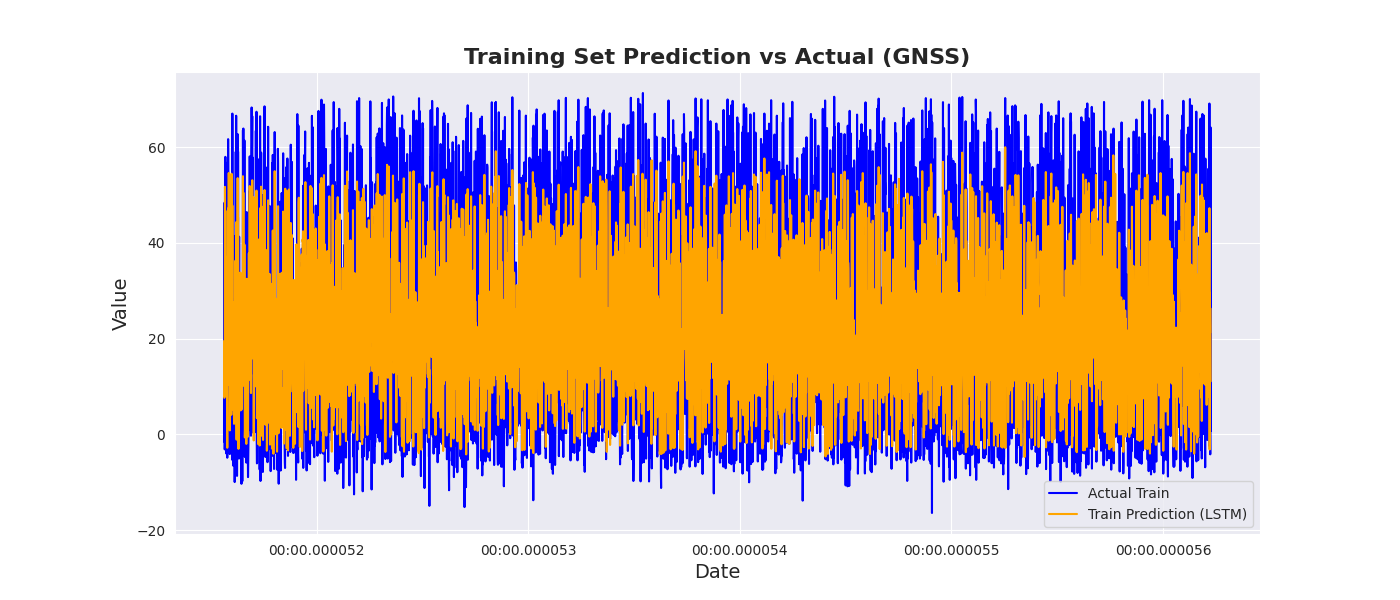 Training Set Prediction vs Actual (GNSS)
Value
60
40
20
0
−20
00:00.000052
00:00.000053
00:00.000054
00:00.000055
00:00.000056
Date
Actual Train
Train Prediction (LSTM)